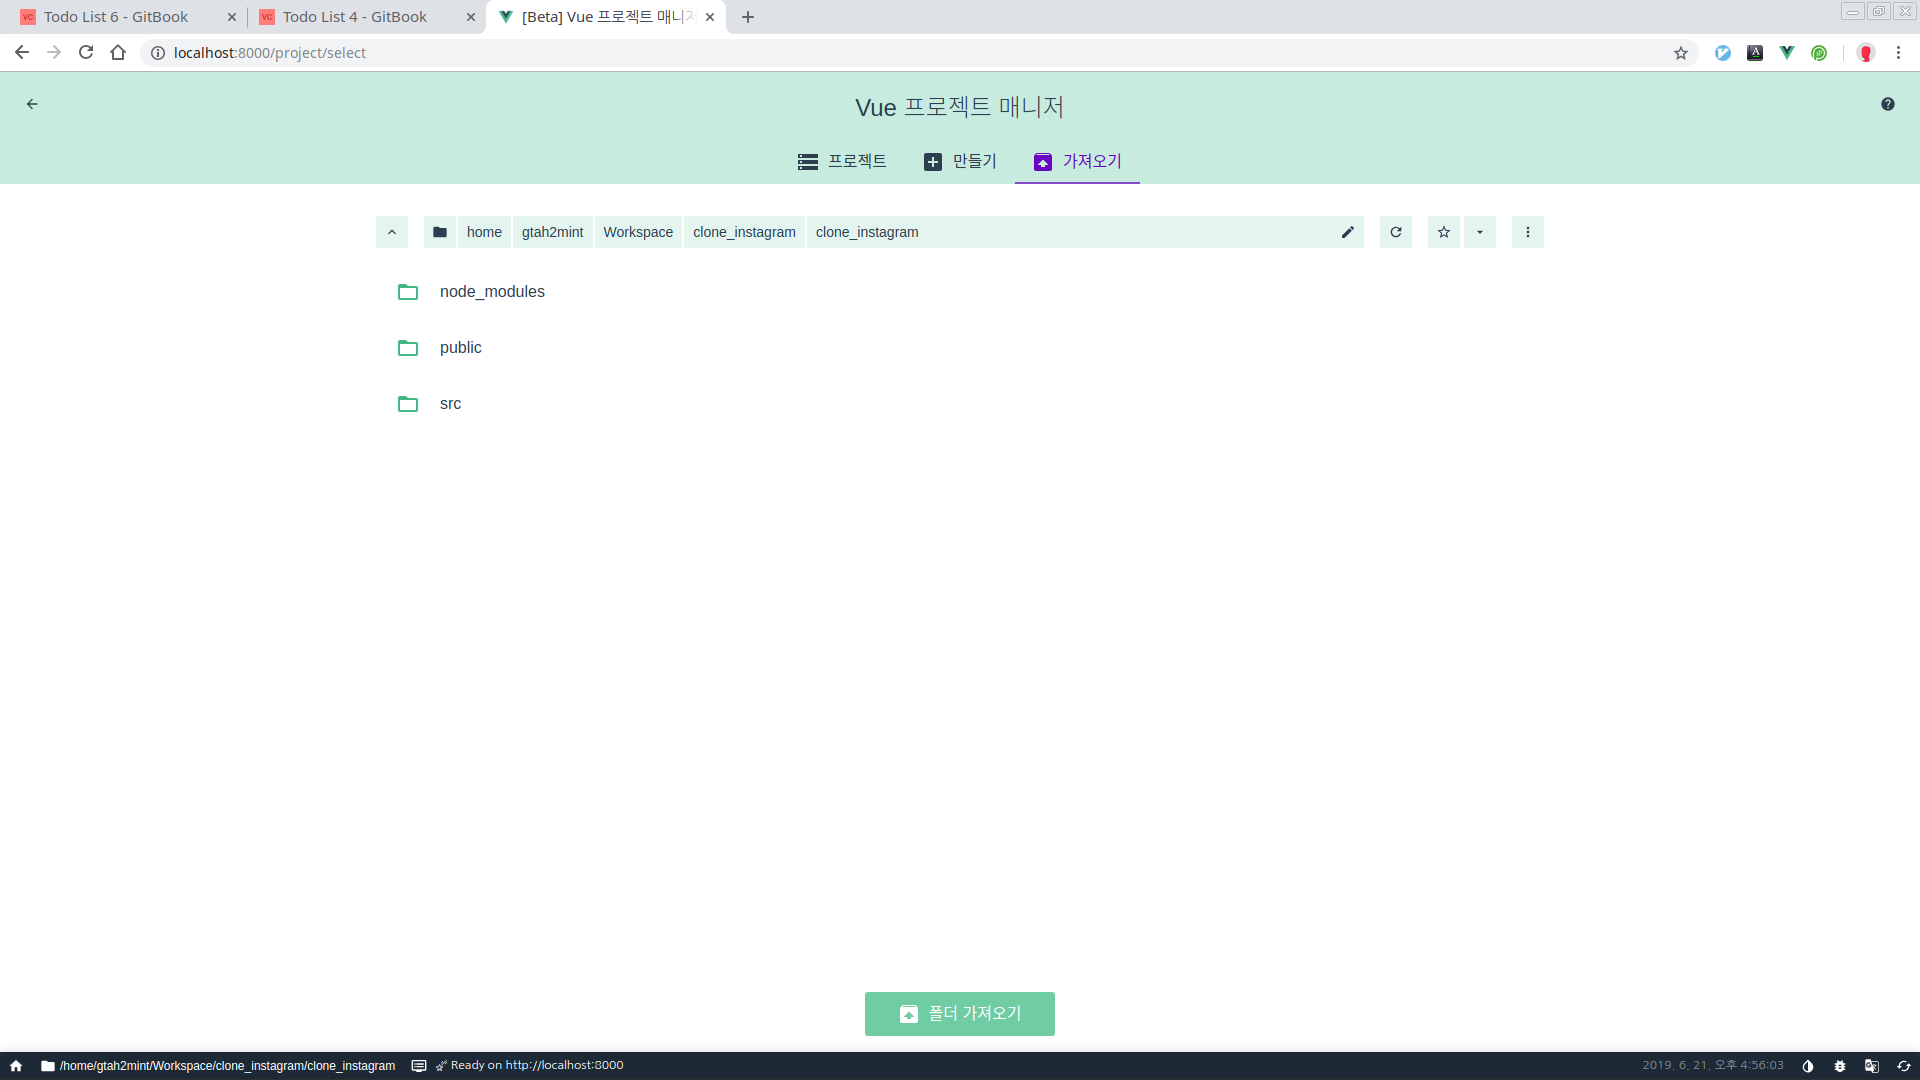 Todo List 6 - GitBook
Todo List 4 - GitBook
[Beta] Vue 프로젝트 매니저
localhost:8000/project/select
Vue 프로젝트 매니저
프로젝트
만들기
가져오기
home
gtah2mint
Workspace
clone_instagram
clone_instagram
node_modules
public
src
폴더 가져오기
/home/gtah2mint/Workspace/clone_instagram/clone_instagram
Ready on http://localhost:8000
2019. 6. 21. 오후 4:56:03